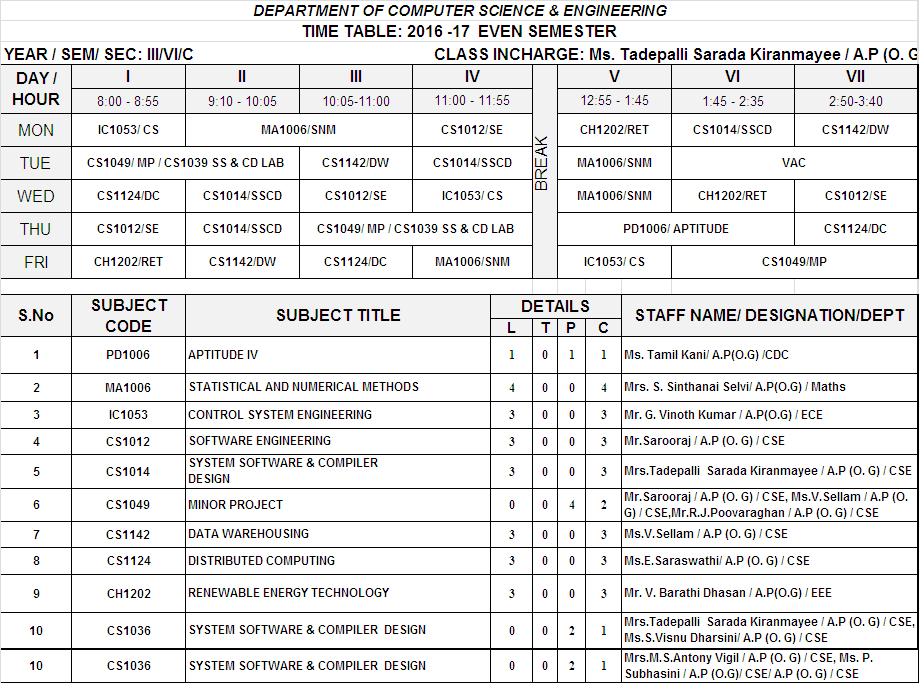 DEPARTMENT OF COMPUTER SCIENCE & ENGINEERING
TIME TABLE: 2016 -17 EVEN SEMESTER
YEAR / SEM/ SEC: III/VI/C CLASS INCHARGE: Ms. Tadepalli Sarada Kiranmayee / A.P (O. G
DAY / HOUR I II III IV BREAK V VI VII
8:00 - 8:55 9:10 - 10:05 10:05-11:00 11:00 - 11:55 12:55 - 1:45 1:45 - 2:35 2:50-3:40
MON IC1053/ CS MA1006/SNM CS1012/SE CH1202/RET CS1014/SSCD CS1142/DW
TUE CS1049/ MP / CS1039 SS & CD LAB CS1142/DW CS1014/SSCD MA1006/SNM VAC
WED CS1124/DC CS1014/SSCD CS1012/SE IC1053/ CS MA1006/SNM CH1202/RET CS1012/SE
THU CS1012/SE CS1014/SSCD CS1049/ MP / CS1039 SS & CD LAB PD1006/ APTITUDE CS1124/DC
FRI CH1202/RET CS1142/DW CS1124/DC MA1006/SNM IC1053/ CS CS1049/MP
S.No SUBJECT CODE SUBJECT TITLE DETAILS STAFF NAME/ DESIGNATION/DEPT
L T P C
1 PD1006 APTITUDE IV 1 0 1 1 Ms. Tamil Kani/ A.P(O.G) /CDC
2 MA1006 STATISTICAL AND NUMERICAL METHODS 4 0 0 4 Mrs. S. Sinthanai Selvi/ A.P(O.G) / Maths
3 IC1053 CONTROL SYSTEM ENGINEERING 3 0 0 3 Mr. G. Vinoth Kumar / A.P(O.G) / ECE
4 CS1012 SOFTWARE ENGINEERING 3 0 0 3 Mr.Sarooraj / A.P (O. G) / CSE
5 CS1014 SYSTEM SOFTWARE & COMPILER DESIGN 3 0 0 3 Mrs.Tadepalli Sarada Kiranmayee / A.P (O. G) / CSE
6 CS1049 MINOR PROJECT 0 0 4 2 Mr.Sarooraj / A.P (O. G) / CSE, Ms.V.Sellam / A.P (O. G) / CSE,Mr.R.J.Poovaraghan / A.P (O. G) / CSE
7 CS1142 DATA WAREHOUSING 3 0 0 3 Ms.V.Sellam / A.P (O. G) / CSE
8 CS1124 DISTRIBUTED COMPUTING 3 0 0 3 Ms.E.Saraswathi/ A.P (O. G) / CSE
9 CH1202 RENEWABLE ENERGY TECHNOLOGY 3 0 0 3 Mr. V. Barathi Dhasan / A.P(O.G) / EEE
10 CS1036 SYSTEM SOFTWARE & COMPILER DESIGN 0 0 2 1 Mrs.Tadepalli Sarada Kiranmayee / A.P (O. G) / CSE, Ms.S.Visnu Dharsini/ A.P (O. G) / CSE
10 CS1036 SYSTEM SOFTWARE & COMPILER DESIGN 0 0 2 1 Mrs.M.S.Antony Vigil / A.P (O. G) / CSE, Ms. P. Subhasini / A.P (O.G)/ CSE/ A.P (O. G) / CSE